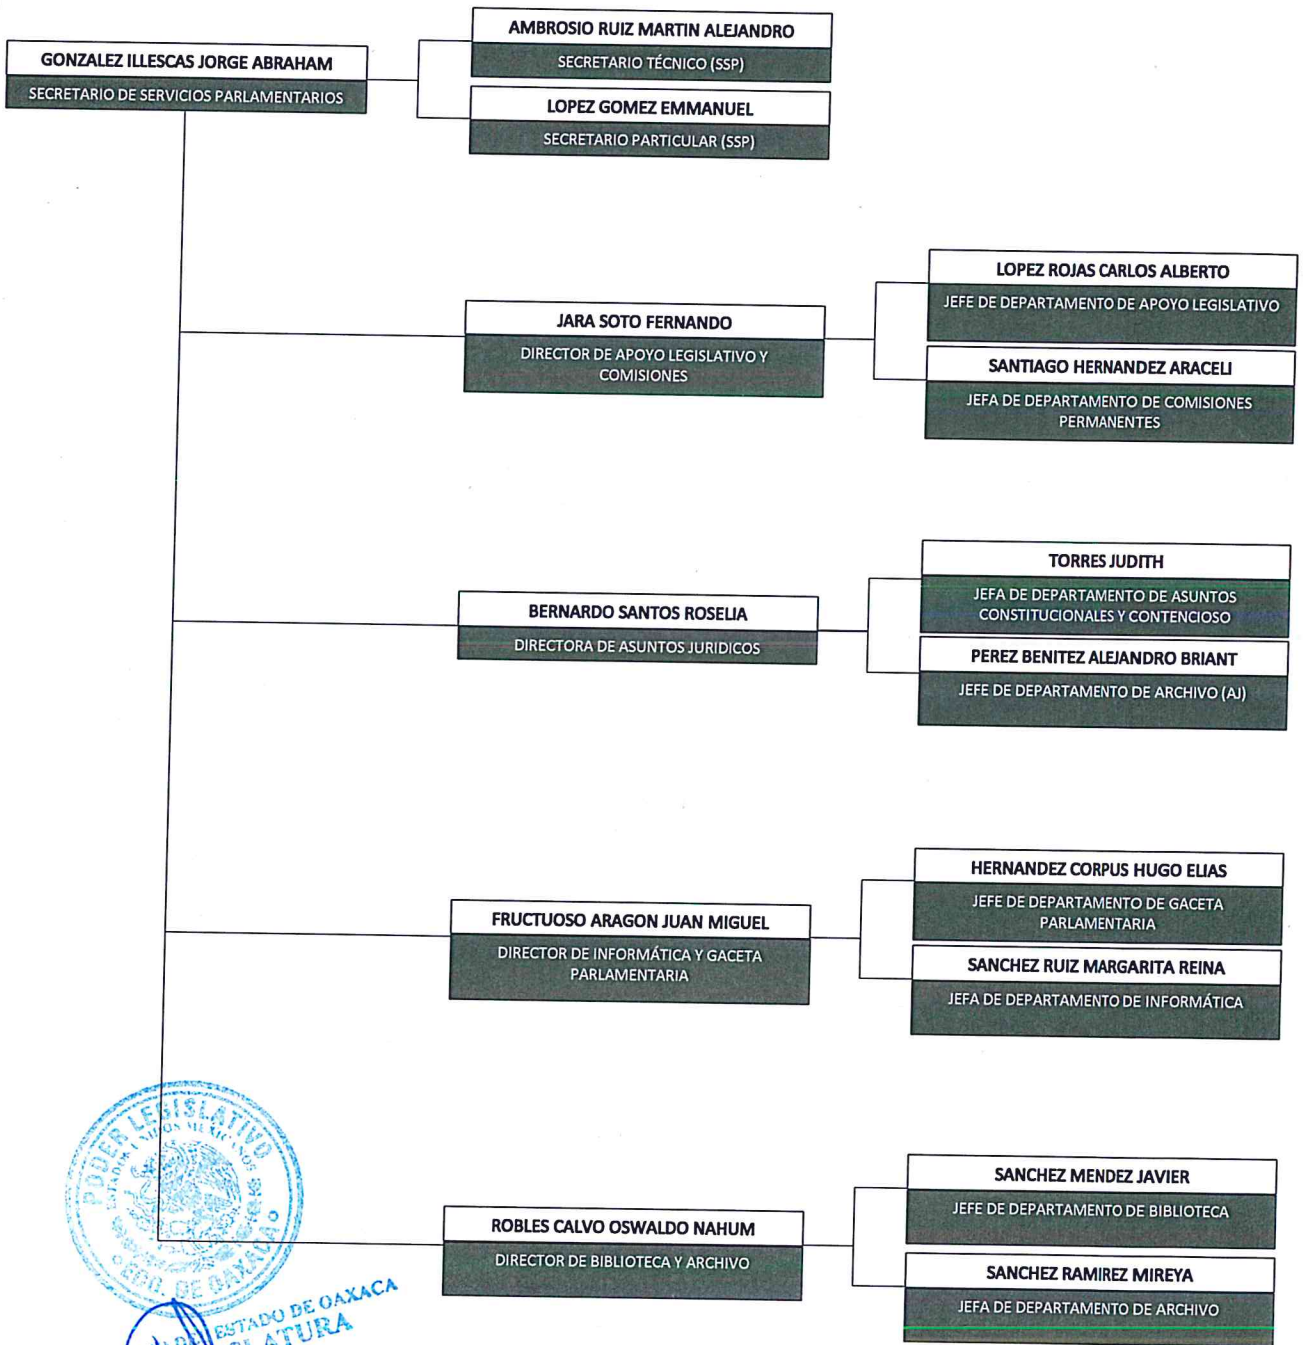 AMBROSIO RUIZ MARTIN ALEJANDRO
SECRETARIO TÉCNICO (SSP)
GONZALEZ ILLESCAS JORGE ABRAHAM
SECRETARIO DE SERVICIOS PARLAMENTARIOS
LOPEZ GOMEZ EMMANUEL
SECRETARIO PARTICULAR (SSP)
JARA SOTO FERNANDO
DIRECTOR DE APOYO LEGISLATIVO Y
COMISIONES
LOPEZ ROJAS CARLOS ALBERTO
JEFE DE DEPARTAMENTO DE APOYO LEGISLATIVO
SANTIAGO HERNANDEZ ARACELI
JEFA DE DEPARTAMENTO DE COMISIONES
PERMANENTES
BERNARDO SANTOS ROSELIA
DIRECTORA DE ASUNTOS JURIDICOS
TORRES JUDITH
JEFA DE DEPARTAMENTO DE ASUNTOS
CONSTITUCIONALES Y CONTENCIOSO
PEREZ BENITEZ ALEJANDRO BRIANT
JEFE DE DEPARTAMENTO DE ARCHIVO (AJ)
FRUCTUOSO ARAGON JUAN MIGUEL
DIRECTOR DE INFORMÁTICA Y GACETA
PARLAMENTARIA
HERNANDEZ CORPUS HUGO ELIAS
JEFE DE DEPARTAMENTO DE GACETA
PARLAMENTARIA
SANCHEZ RUIZ MARGARITA REINA
JEFA DE DEPARTAMENTO DE INFORMÁTICA
ROBLES CALVO OSWALDO NAHUM
DIRECTOR DE BIBLIOTECA Y ARCHIVO
SANCHEZ MENDEZ JAVIER
JEFE DE DEPARTAMENTO DE BIBLIOTECA
SANCHEZ RAMIREZ MIREYA
JEFA DE DEPARTAMENTO DE ARCHIVO
PODER LEGISLATIVO
ESTADOS UNIDOS MEXICANOS
EDO. DE OAXACA
ESTADO DE OAXACA